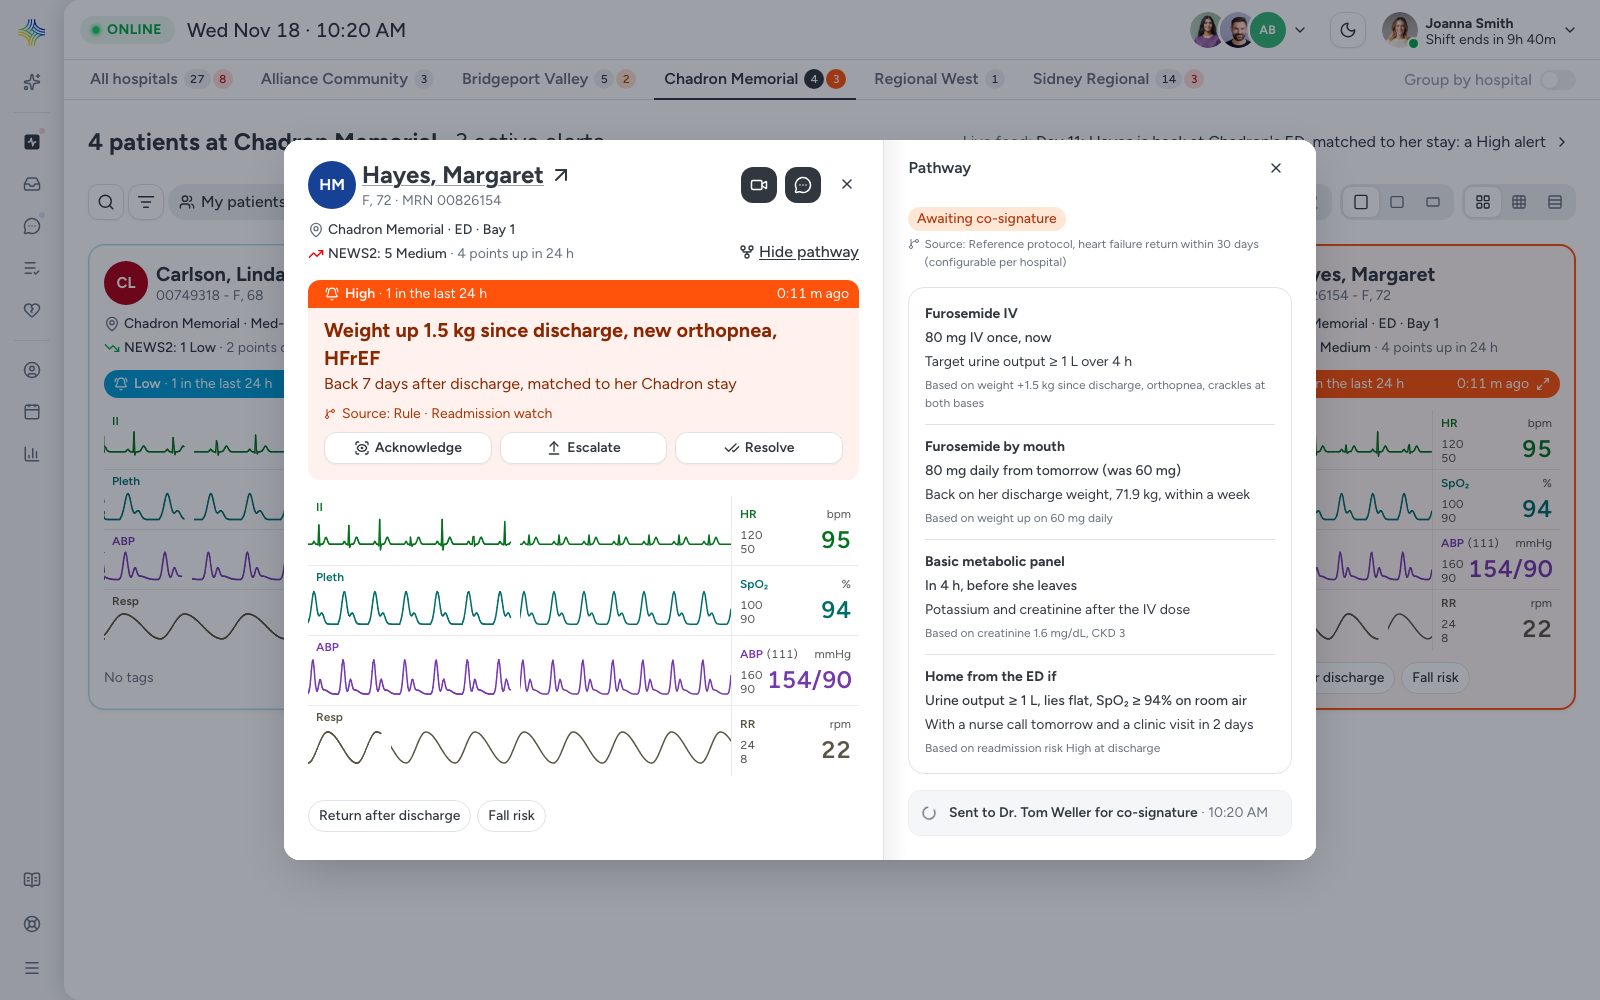 ONLINE
Wed Nov 18 · 10:20 AM
AB
Joanna Smith
Shift ends in 9h 40m
All hospitals 27 8
Alliance Community 3
Bridgeport Valley 5 2
Chadron Memorial 4 3
Regional West 1
Sidney Regional 14 3
Group by hospital
4 patients at Chadron Memorial · 3 active alerts
Live feed: Day 11: Hayes is back at Chadron's ED, matched to her stay: a High alert
My patients
CL
Carlson, Linda
00749318 - F, 68
Chadron Memorial · Med-
NEWS2: 1 Low · 2 points
Low · 1 in the last 24 h
II
Pleth
ABP
Resp
No tags
HM
Hayes, Margaret
F, 72 · MRN 00826154
Chadron Memorial · ED · Bay 1
NEWS2: 5 Medium · 4 points up in 24 h
Hide pathway
High · 1 in the last 24 h
0:11 m ago
Weight up 1.5 kg since discharge, new orthopnea,
HFrEF
Back 7 days after discharge, matched to her Chadron stay
Source: Rule · Readmission watch
Acknowledge
Escalate
Resolve
II
HR bpm
120
50
95
Pleth
SpO₂ %
100
90
94
ABP
ABP (111) mmHg
160
90
154/90
Resp
RR rpm
24
8
22
Return after discharge
Fall risk
Pathway
Awaiting co-signature
Source: Reference protocol, heart failure return within 30 days
(configurable per hospital)
Furosemide IV
80 mg IV once, now
Target urine output ≥ 1 L over 4 h
Based on weight +1.5 kg since discharge, orthopnea, crackles at
both bases
Furosemide by mouth
80 mg daily from tomorrow (was 60 mg)
Back on her discharge weight, 71.9 kg, within a week
Based on weight up on 60 mg daily
Basic metabolic panel
In 4 h, before she leaves
Potassium and creatinine after the IV dose
Based on creatinine 1.6 mg/dL, CKD 3
Home from the ED if
Urine output ≥ 1 L, lies flat, SpO₂ ≥ 94% on room air
With a nurse call tomorrow and a clinic visit in 2 days
Based on readmission risk High at discharge
Sent to Dr. Tom Weller for co-signature · 10:20 AM
yes, Margaret
26154 - F, 72
Memorial · ED · Bay 1
Medium · 4 points up in 24 h
n the last 24 h
0:11 m ago
HR bpm
120
50
95
SpO₂ %
100
90
94
ABP (111) mmHg
160
90
154/90
RR rpm
24
8
22
r discharge
Fall risk